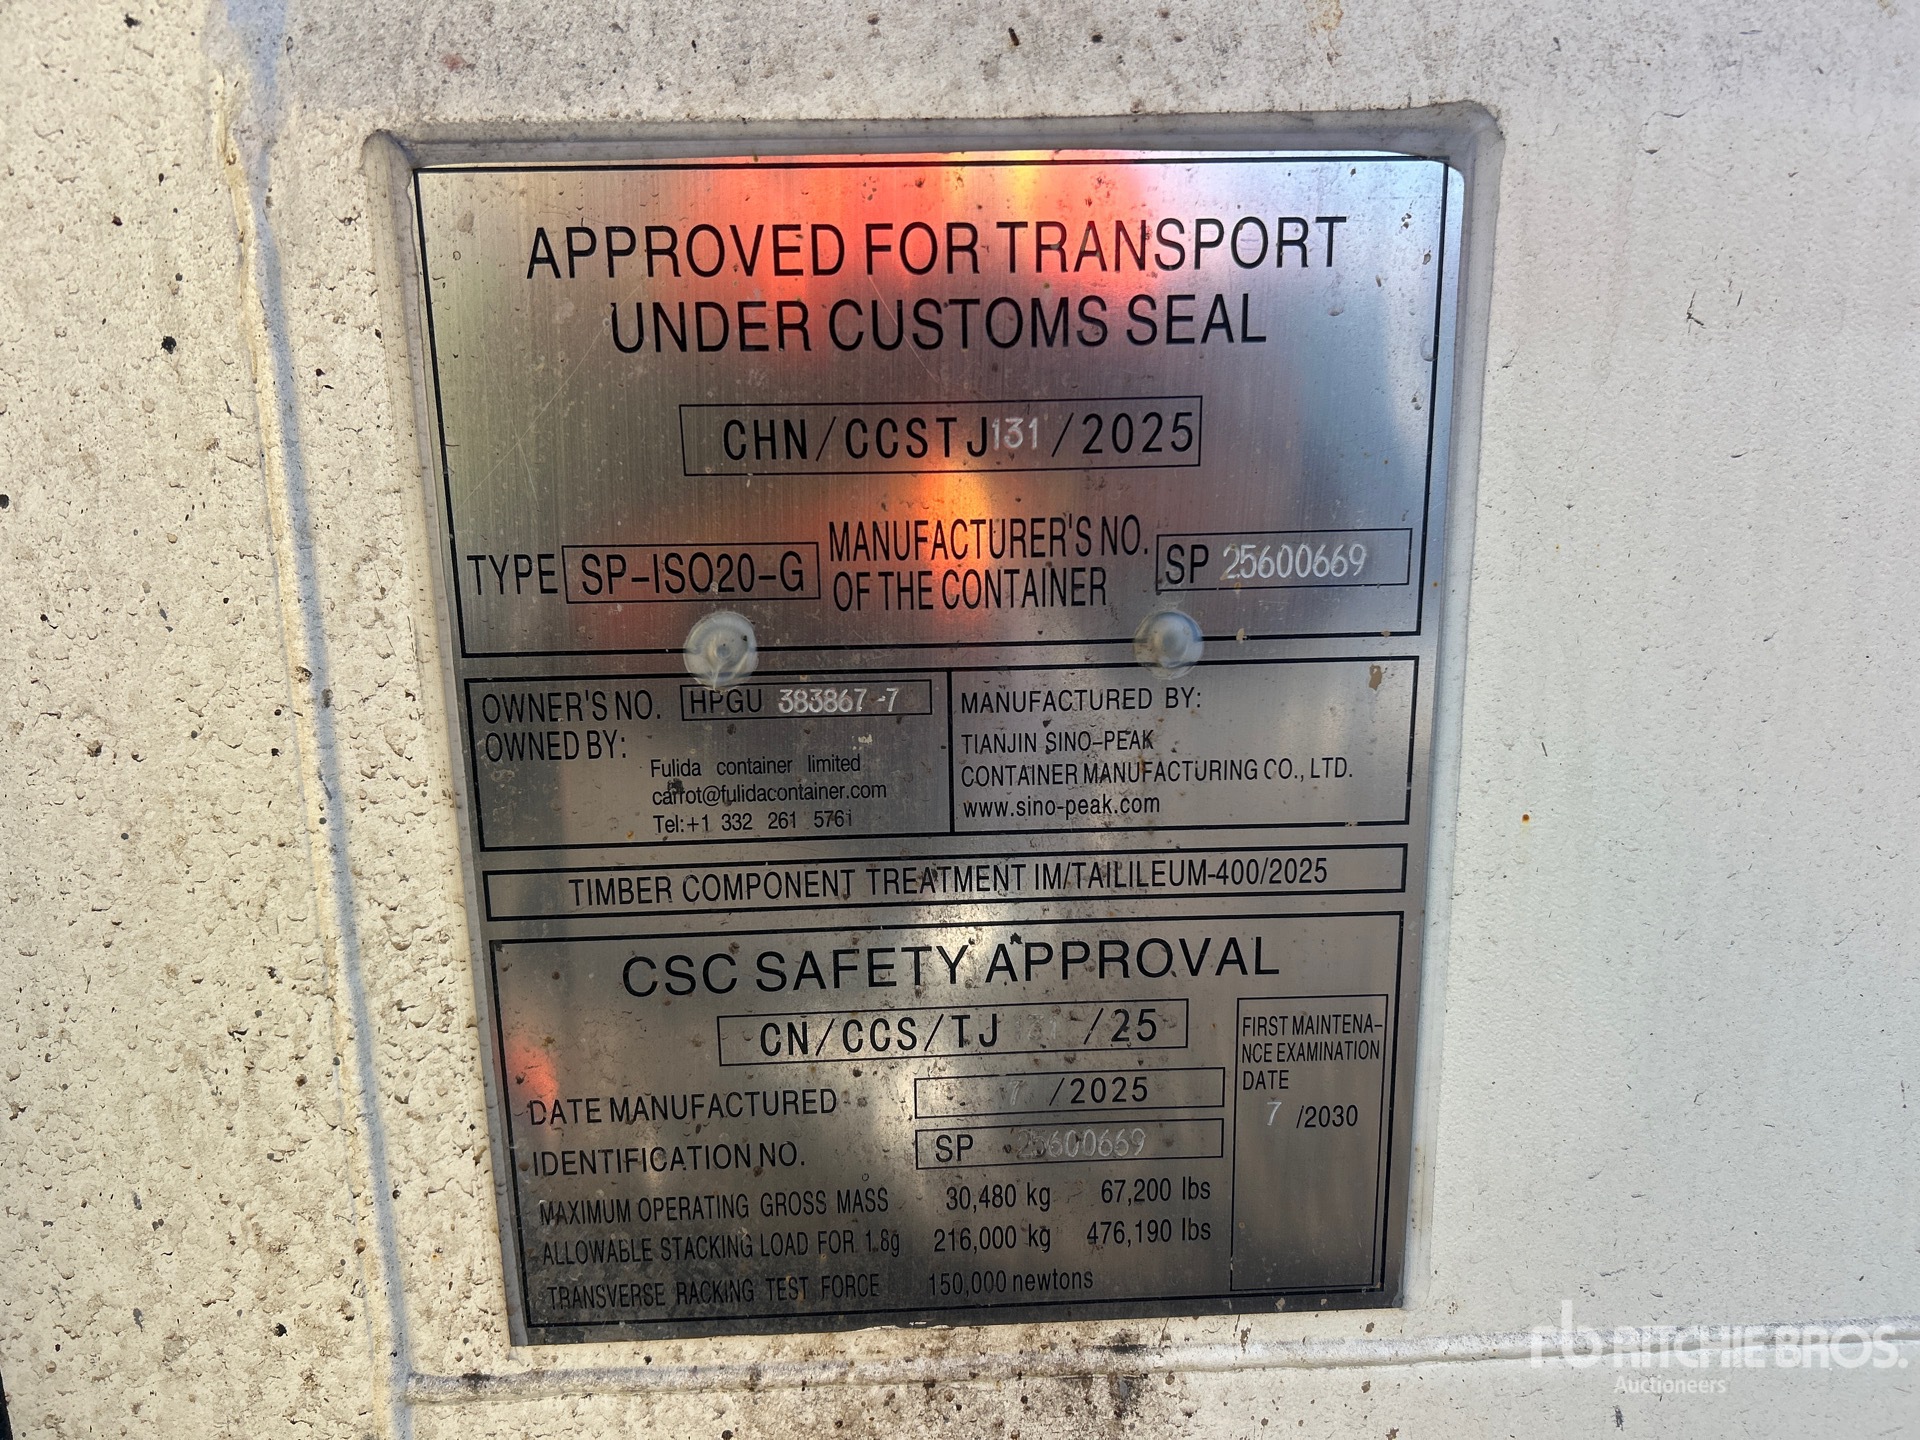 APPROVED FOR TRANSPORT
UNDER CUSTOMS SEAL
CHN/CCSTJ131/2025
TYPE SP-ISO20-G MANUFACTURER'S NO. OF THE CONTAINER SP 25600669
OWNER'S NO. HPGU 383867-7
OWNED BY:
Fulida container limited
carrot@fulidacontainer.com
Tel:+1 332 261 5761
MANUFACTURED BY:
TIANJIN SINO-PEAK
CONTAINER MANUFACTURING CO., LTD.
www.sino-peak.com
TIMBER COMPONENT TREATMENT IM/TAILILEUM-400/2025
CSC SAFETY APPROVAL
CN/CCS/TJ 131 /25
DATE MANUFACTURED 7 /2025
IDENTIFICATION NO. SP 25600669
MAXIMUM OPERATING GROSS MASS 30,480 kg 67,200 lbs
ALLOWABLE STACKING LOAD FOR 1.8g 216,000 kg 476,190 lbs
TRANSVERSE RACKING TEST FORCE 150,000 newtons
FIRST MAINTENA-
NCE EXAMINATION
DATE
7 /2030
rb RITCHIE BROS.
Auctioneers